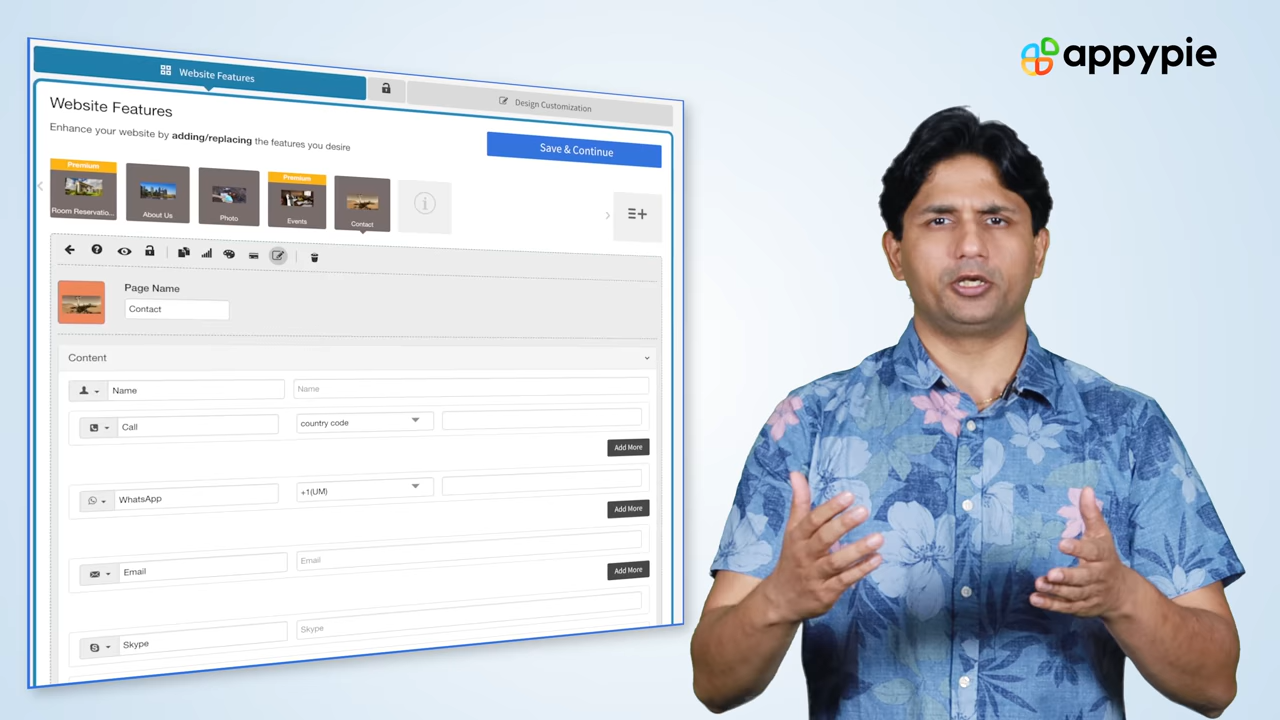 appypie
Website Features
Design Customization
Website Features
Enhance your website by adding/replacing the features you desire
Save & Continue
Premium
Room Reservatio...
About Us
Photo
Premium
Events
Contact
Page Name
Contact
Content
Name
Name
Call
country code
Add More
WhatsApp
+1(UM)
Add More
Email
Email
Add More
Skype
Skype